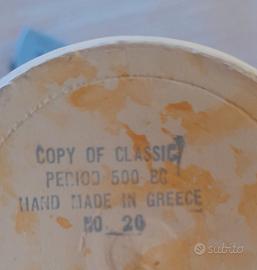 COPY OF CLASSIC
PERIOD 500 BC
HAND MADE IN GREECE
NO. 20
subito